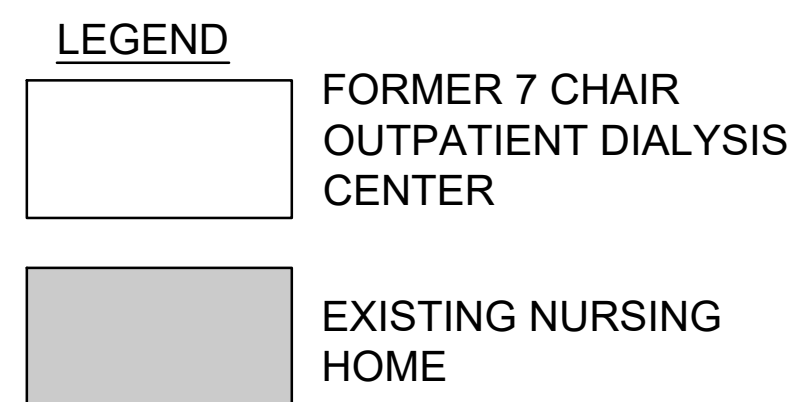 LEGEND
FORMER 7 CHAIR
OUTPATIENT DIALYSIS
CENTER
EXISTING NURSING
HOME